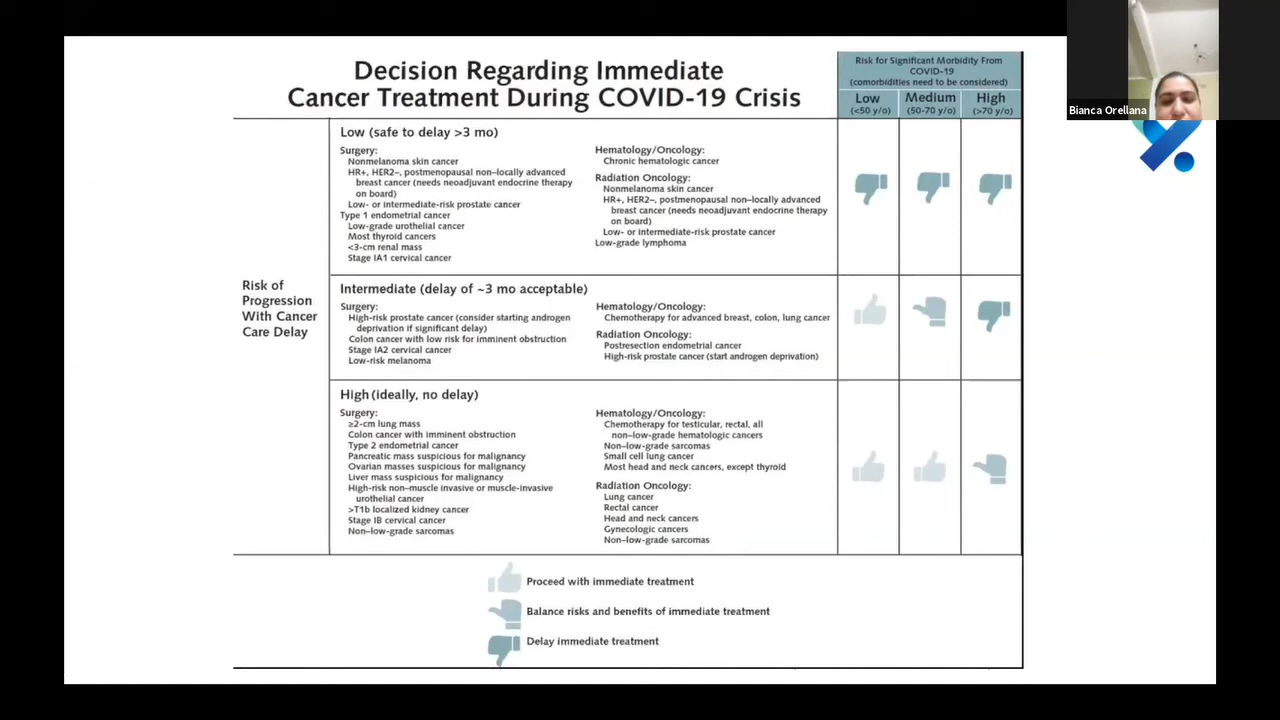 Decision Regarding Immediate
Cancer Treatment During COVID-19 Crisis
Risk for Significant Morbidity From
COVID-19
(comorbidities need to be considered)
Low
(<50 y/o)
Medium
(50-70 y/o)
High
(>70 y/o)
Bianca Orellana
Risk of
Progression
With Cancer
Care Delay
Low (safe to delay >3 mo)
Surgery:
Nonmelanoma skin cancer
HR+, HER2–, postmenopausal non–locally advanced
breast cancer (needs neoadjuvant endocrine therapy
on board)
Low- or intermediate-risk prostate cancer
Type 1 endometrial cancer
Low-grade urothelial cancer
Most thyroid cancers
<3-cm renal mass
Stage IA1 cervical cancer
Hematology/Oncology:
Chronic hematologic cancer
Radiation Oncology:
Nonmelanoma skin cancer
HR+, HER2–, postmenopausal non–locally advanced
breast cancer (needs neoadjuvant endocrine therapy
on board)
Low- or intermediate-risk prostate cancer
Low-grade lymphoma
Intermediate (delay of ~3 mo acceptable)
Surgery:
High-risk prostate cancer (consider starting androgen
deprivation if significant delay)
Colon cancer with low risk for imminent obstruction
Stage IA2 cervical cancer
Low-risk melanoma
Hematology/Oncology:
Chemotherapy for advanced breast, colon, lung cancer
Radiation Oncology:
Postresection endometrial cancer
High-risk prostate cancer (start androgen deprivation)
High (ideally, no delay)
Surgery:
≥2-cm lung mass
Colon cancer with imminent obstruction
Type 2 endometrial cancer
Pancreatic mass suspicious for malignancy
Ovarian masses suspicious for malignancy
Liver mass suspicious for malignancy
High-risk non–muscle invasive or muscle-invasive
urothelial cancer
>T1b localized kidney cancer
Stage IB cervical cancer
Non–low-grade sarcomas
Hematology/Oncology:
Chemotherapy for testicular, rectal, all
non–low-grade hematologic cancers
Non–low-grade sarcomas
Small cell lung cancer
Most head and neck cancers, except thyroid
Radiation Oncology:
Lung cancer
Rectal cancer
Head and neck cancers
Gynecologic cancers
Non–low-grade sarcomas
Proceed with immediate treatment
Balance risks and benefits of immediate treatment
Delay immediate treatment